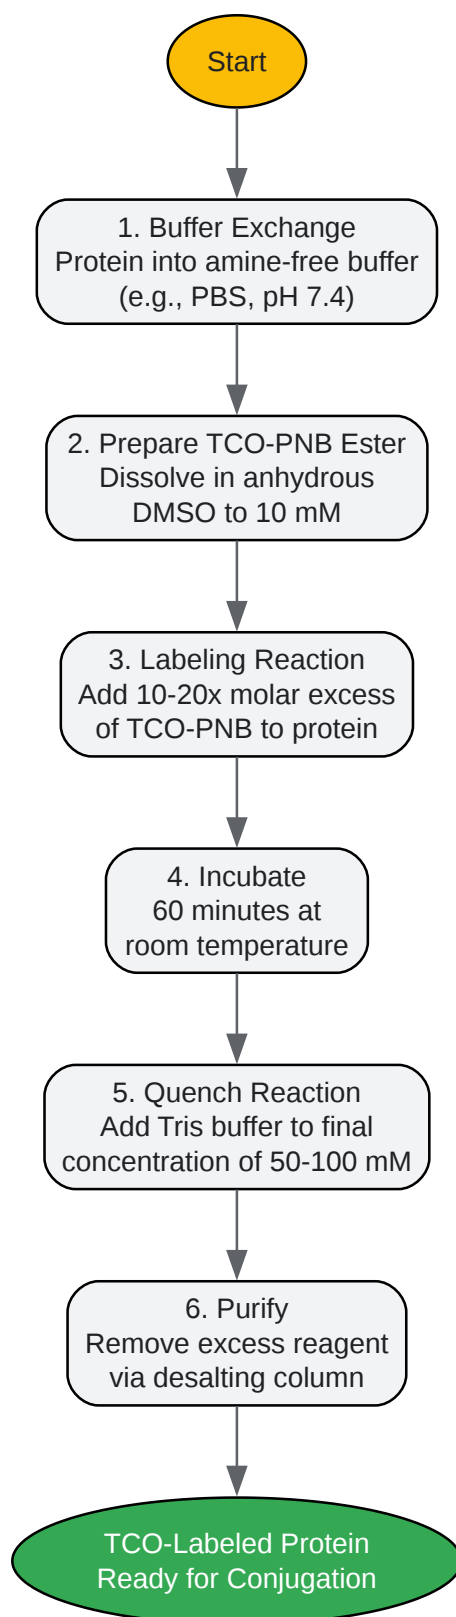 Start
1. Buffer Exchange
Protein into amine-free buffer
(e.g., PBS, pH 7.4)
2. Prepare TCO-PNB Ester
Dissolve in anhydrous
DMSO to 10 mM
3. Labeling Reaction
Add 10-20x molar excess
of TCO-PNB to protein
4. Incubate
60 minutes at
room temperature
5. Quench Reaction
Add Tris buffer to final
concentration of 50-100 mM
6. Purify
Remove excess reagent
via desalting column
TCO-Labeled Protein
Ready for Conjugation